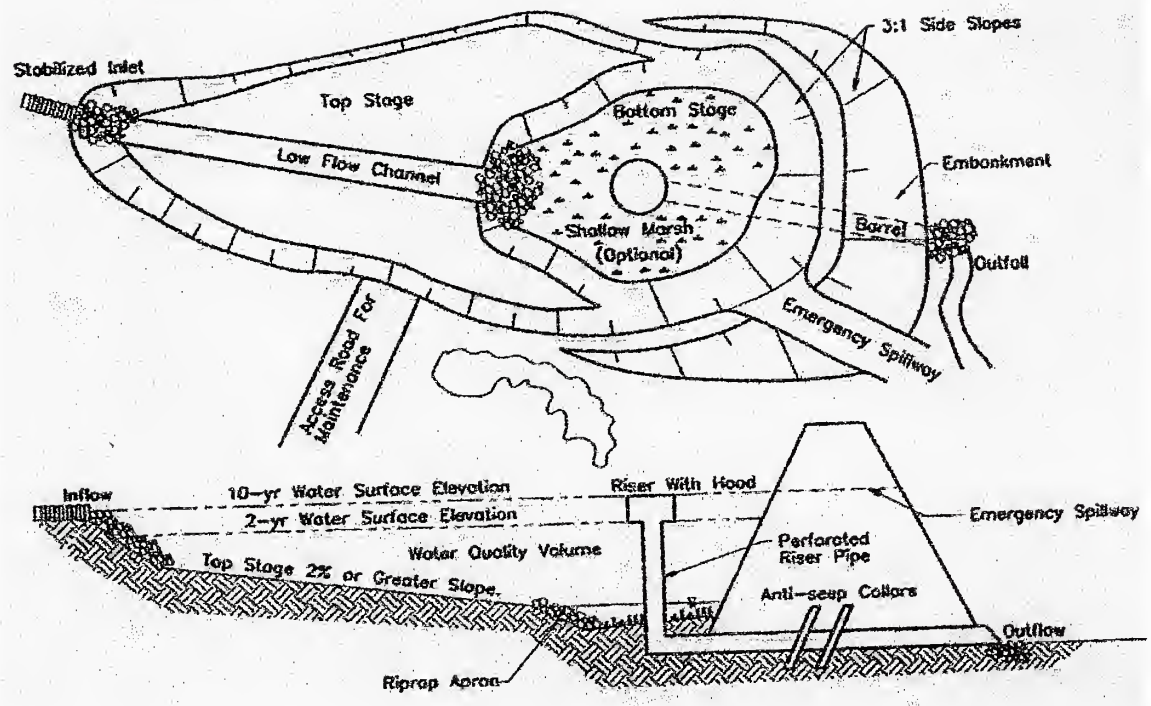 3:1 Side Slopes
Stabilized Inlet
Top Stage
Bottom Stage
Low Flow Channel
Embankment
Shallow Marsh
(Optional)
Barrel
Outfall
Emergency Spillway
Access Road For
Maintenance
Inflow
10-yr Water Surface Elevation
Riser With Hood
2-yr Water Surface Elevation
Emergency Spillway
Water Quality Volume
Perforated
Riser Pipe
Top Stage 2% or Greater Slope.
Anti-seep Collars
Outflow
Riprap Apron